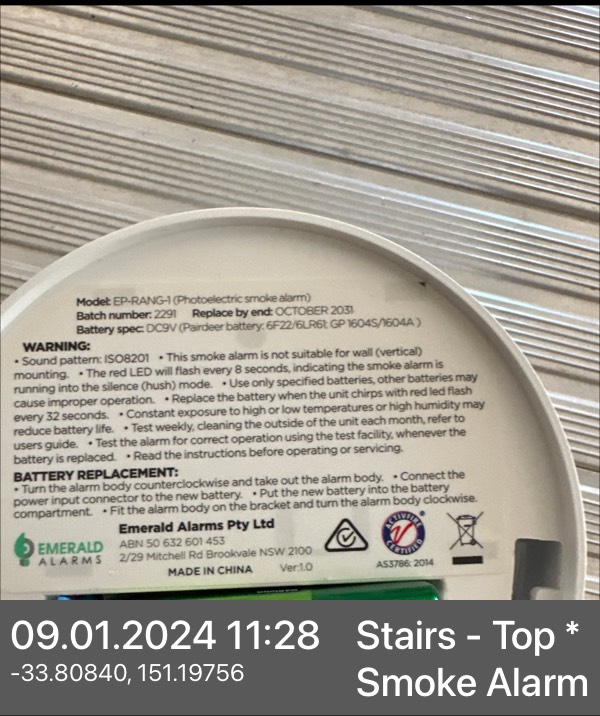 Model: EP-RANG-1 (Photoelectric smoke alarm)
Batch number: 2291 Replace by end: OCTOBER 2031
Battery spec: DC9V (Pairdeer battery: 6F22/6LR61: GP 1604S/1604A )
WARNING:
• Sound pattern: ISO8201 • This smoke alarm is not suitable for wall (vertical)
mounting. • The red LED will flash every 8 seconds, indicating the smoke alarm is
running into the silence (hush) mode. • Use only specified batteries, other batteries may
cause improper operation. • Replace the battery when the unit chirps with red led flash
every 32 seconds. • Constant exposure to high or low temperatures or high humidity may
reduce battery life. • Test weekly, cleaning the outside of the unit each month, refer to
users guide. • Test the alarm for correct operation using the test facility, whenever the
battery is replaced. • Read the instructions before operating or servicing.
BATTERY REPLACEMENT:
• Turn the alarm body counterclockwise and take out the alarm body. • Connect the
power input connector to the new battery. • Put the new battery into the battery
compartment. • Fit the alarm body on the bracket and turn the alarm body clockwise.
EMERALD
ALARMS
Emerald Alarms Pty Ltd
ABN 50 632 601 453
2/29 Mitchell Rd Brookvale NSW 2100
MADE IN CHINA Ver:1.0
ACTIVFIRE
CERTIFIED
AS3786: 2014
09.01.2024 11:28
-33.80840, 151.19756
Stairs - Top *
Smoke Alarm